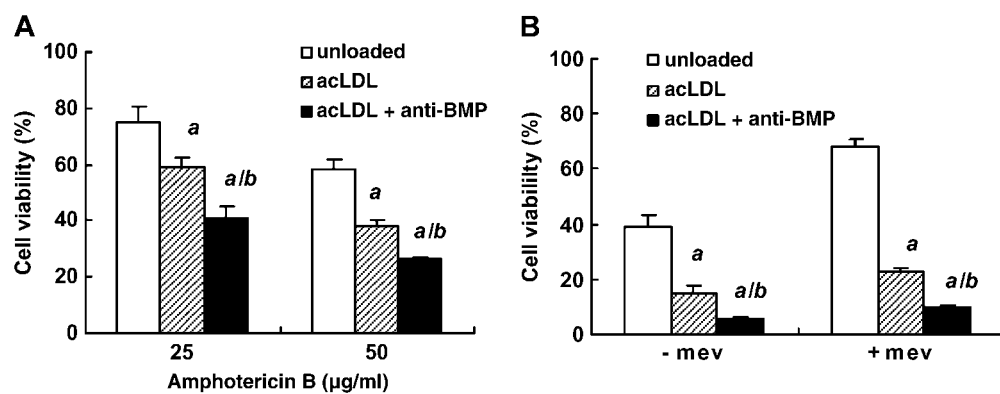 A
Cell viability (%)
100
80
60
40
20
0
unloaded
acLDL
acLDL + anti-BMP
a
a/b
a
a/b
25
50
Amphotericin B (µg/ml)
B
Cell viability (%)
100
80
60
40
20
0
unloaded
acLDL
acLDL + anti-BMP
a
a/b
a
a/b
- mev
+ mev